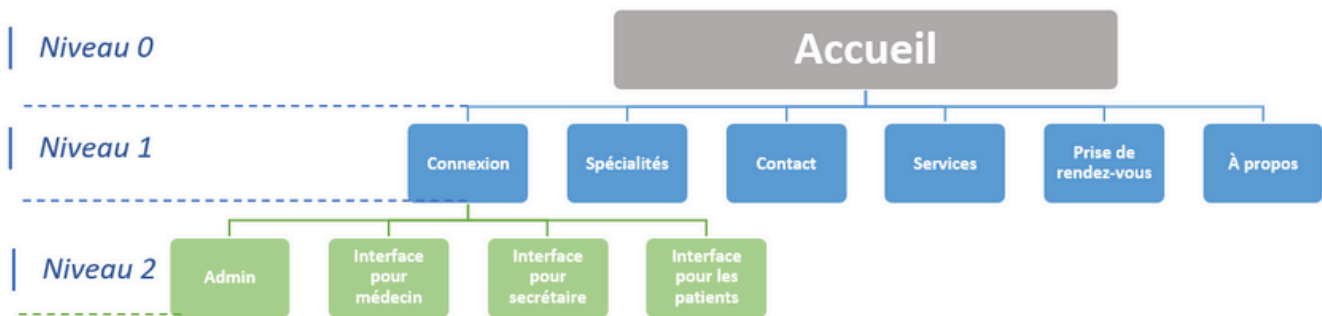 Niveau 0
Accueil
Niveau 1
Connexion
Spécialités
Contact
Services
Prise de
rendez-vous
À propos
Niveau 2
Admin
Interface
pour
médecin
Interface
pour
secrétaire
Interface
pour les
patients